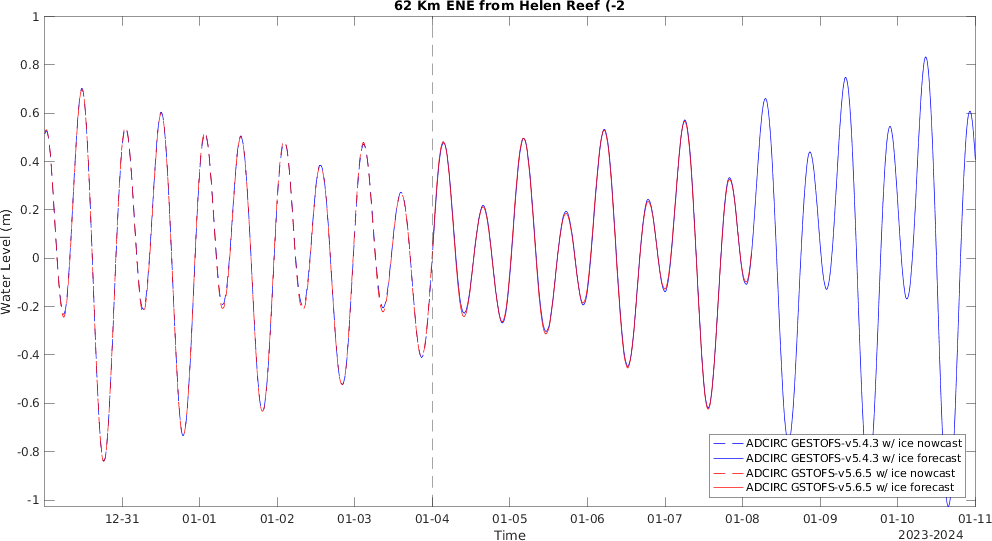 62 Km ENE from Helen Reef (-2
Water Level (m)
1
0.8
0.6
0.4
0.2
0
-0.2
-0.4
-0.6
-0.8
-1
ADCIRC GESTOFS-v5.4.3 w/ ice nowcast
ADCIRC GESTOFS-v5.4.3 w/ ice forecast
ADCIRC GSTOFS-v5.6.5 w/ ice nowcast
ADCIRC GSTOFS-v5.6.5 w/ ice forecast
12-31 01-01 01-02 01-03 01-04 01-05 01-06 01-07 01-08 01-09 01-10 01-11
Time
2023-2024